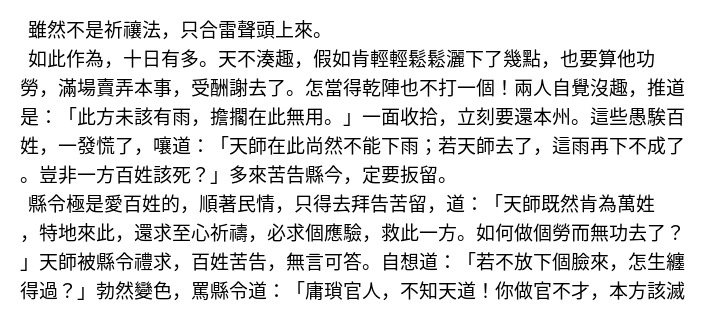 雖然不是祈禳法，只合雷聲頭上來。
如此作為，十日有多。天不湊趣，假如肯輕輕鬆鬆灑下了幾點，也要算他功
勞，滿場賣弄本事，受酬謝去了。怎當得乾陣也不打一個！兩人自覺沒趣，推道
是：「此方未該有雨，擔擱在此無用。」一面收拾，立刻要還本州。這些愚騃百
姓，一發慌了，嚷道：「天師在此尚然不能下雨；若天師去了，這雨再下不成了
。豈非一方百姓該死？」多來苦告縣今，定要扳留。
縣令極是愛百姓的，順著民情，只得去拜告苦留，道：「天師既然肯為萬姓
，特地來此，還求至心祈禱，必求個應驗，救此一方。如何做個勞而無功去了？
」天師被縣令禮求，百姓苦告，無言可答。自想道：「若不放下個臉來，怎生纏
得過？」勃然變色，罵縣令道：「庸瑣官人，不知天道！你做官不才，本方該滅